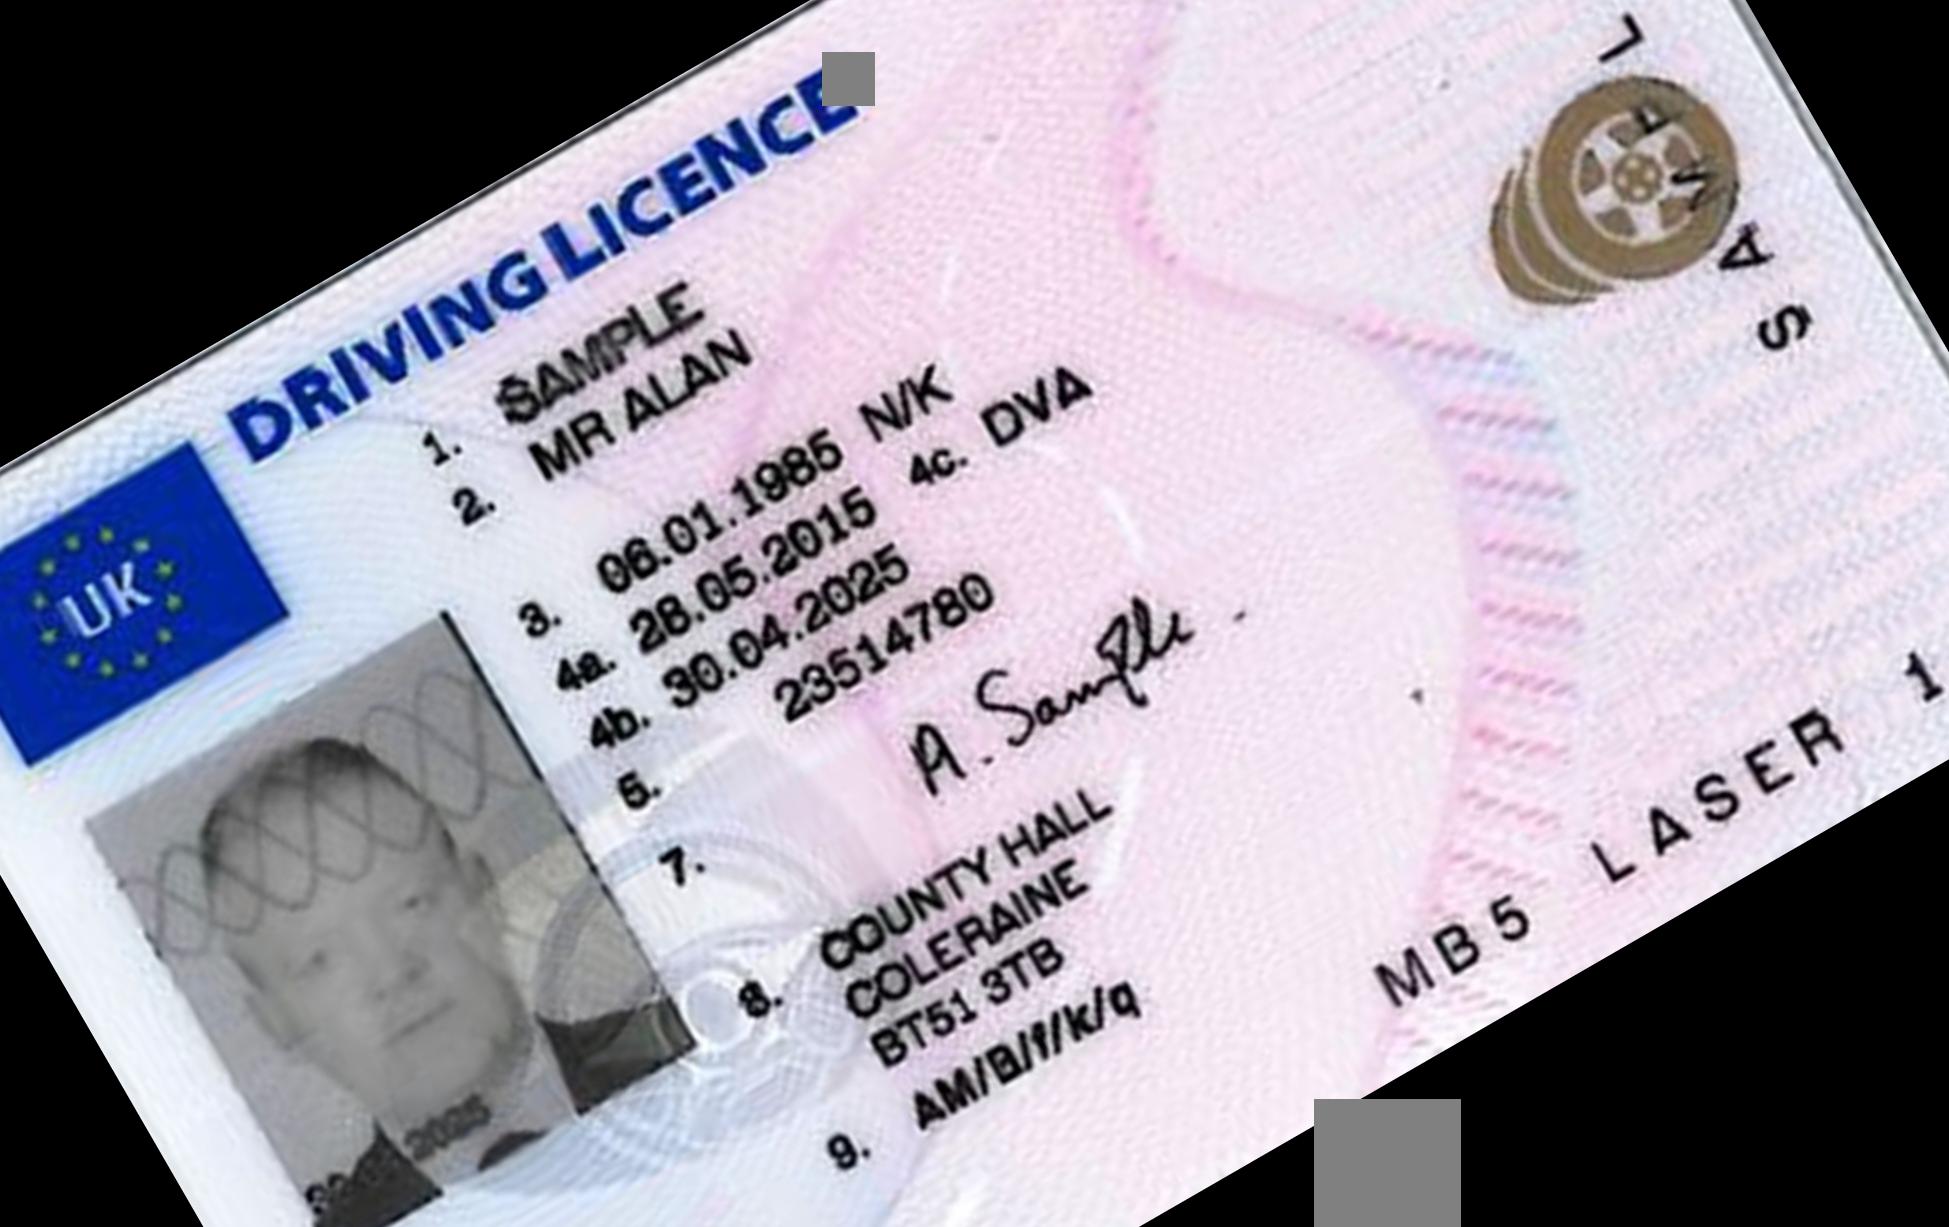 DRIVING LICENCE
UK
1. SAMPLE
2. MR ALAN
3. 06.01.1985 N/K
4a. 28.05.2015 4c. DVA
4b. 30.04.2025
5. 23514780
7. A. Sample
8. COUNTY HALL
COLERAINE
BT51 3TB
9. AM/B/f/k/q
S A M P L
MB5 LASER 1
2025